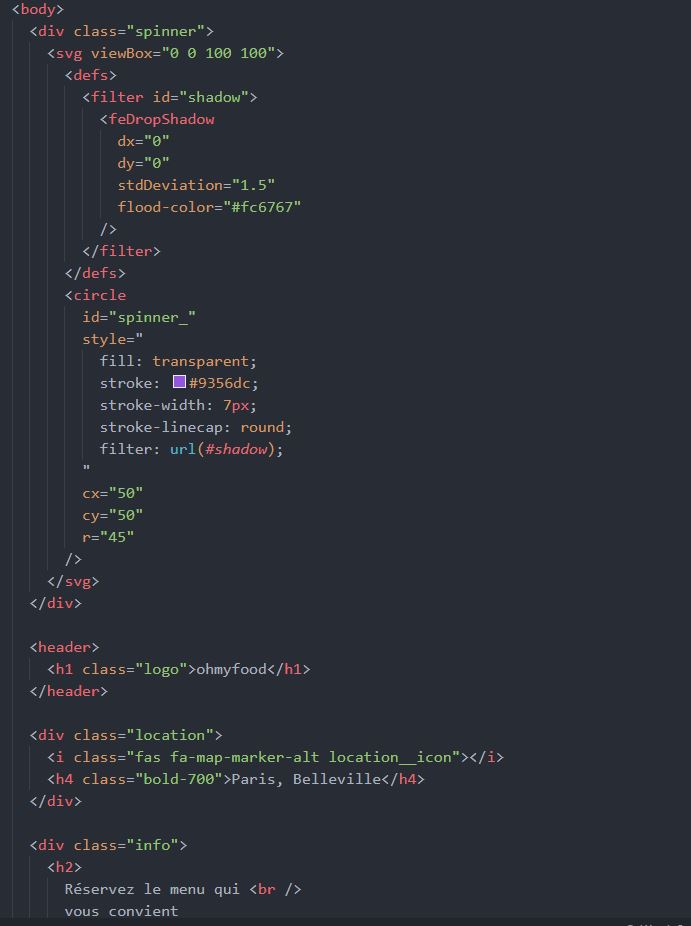 <body>
<div class="spinner">
<svg viewBox="0 0 100 100">
<defs>
<filter id="shadow">
<feDropShadow
dx="0"
dy="0"
stdDeviation="1.5"
flood-color="#fc6767"
/>
</filter>
</defs>
<circle
id="spinner_"
style="
fill: transparent;
stroke: #9356dc;
stroke-width: 7px;
stroke-linecap: round;
filter: url(#shadow);
"
cx="50"
cy="50"
r="45"
/>
</svg>
</div>
<header>
<h1 class="logo">ohmyfood</h1>
</header>
<div class="location">
<i class="fas fa-map-marker-alt location__icon"></i>
<h4 class="bold-700">Paris, Belleville</h4>
</div>
<div class="info">
<h2>
Réservez le menu qui <br />
vous convient